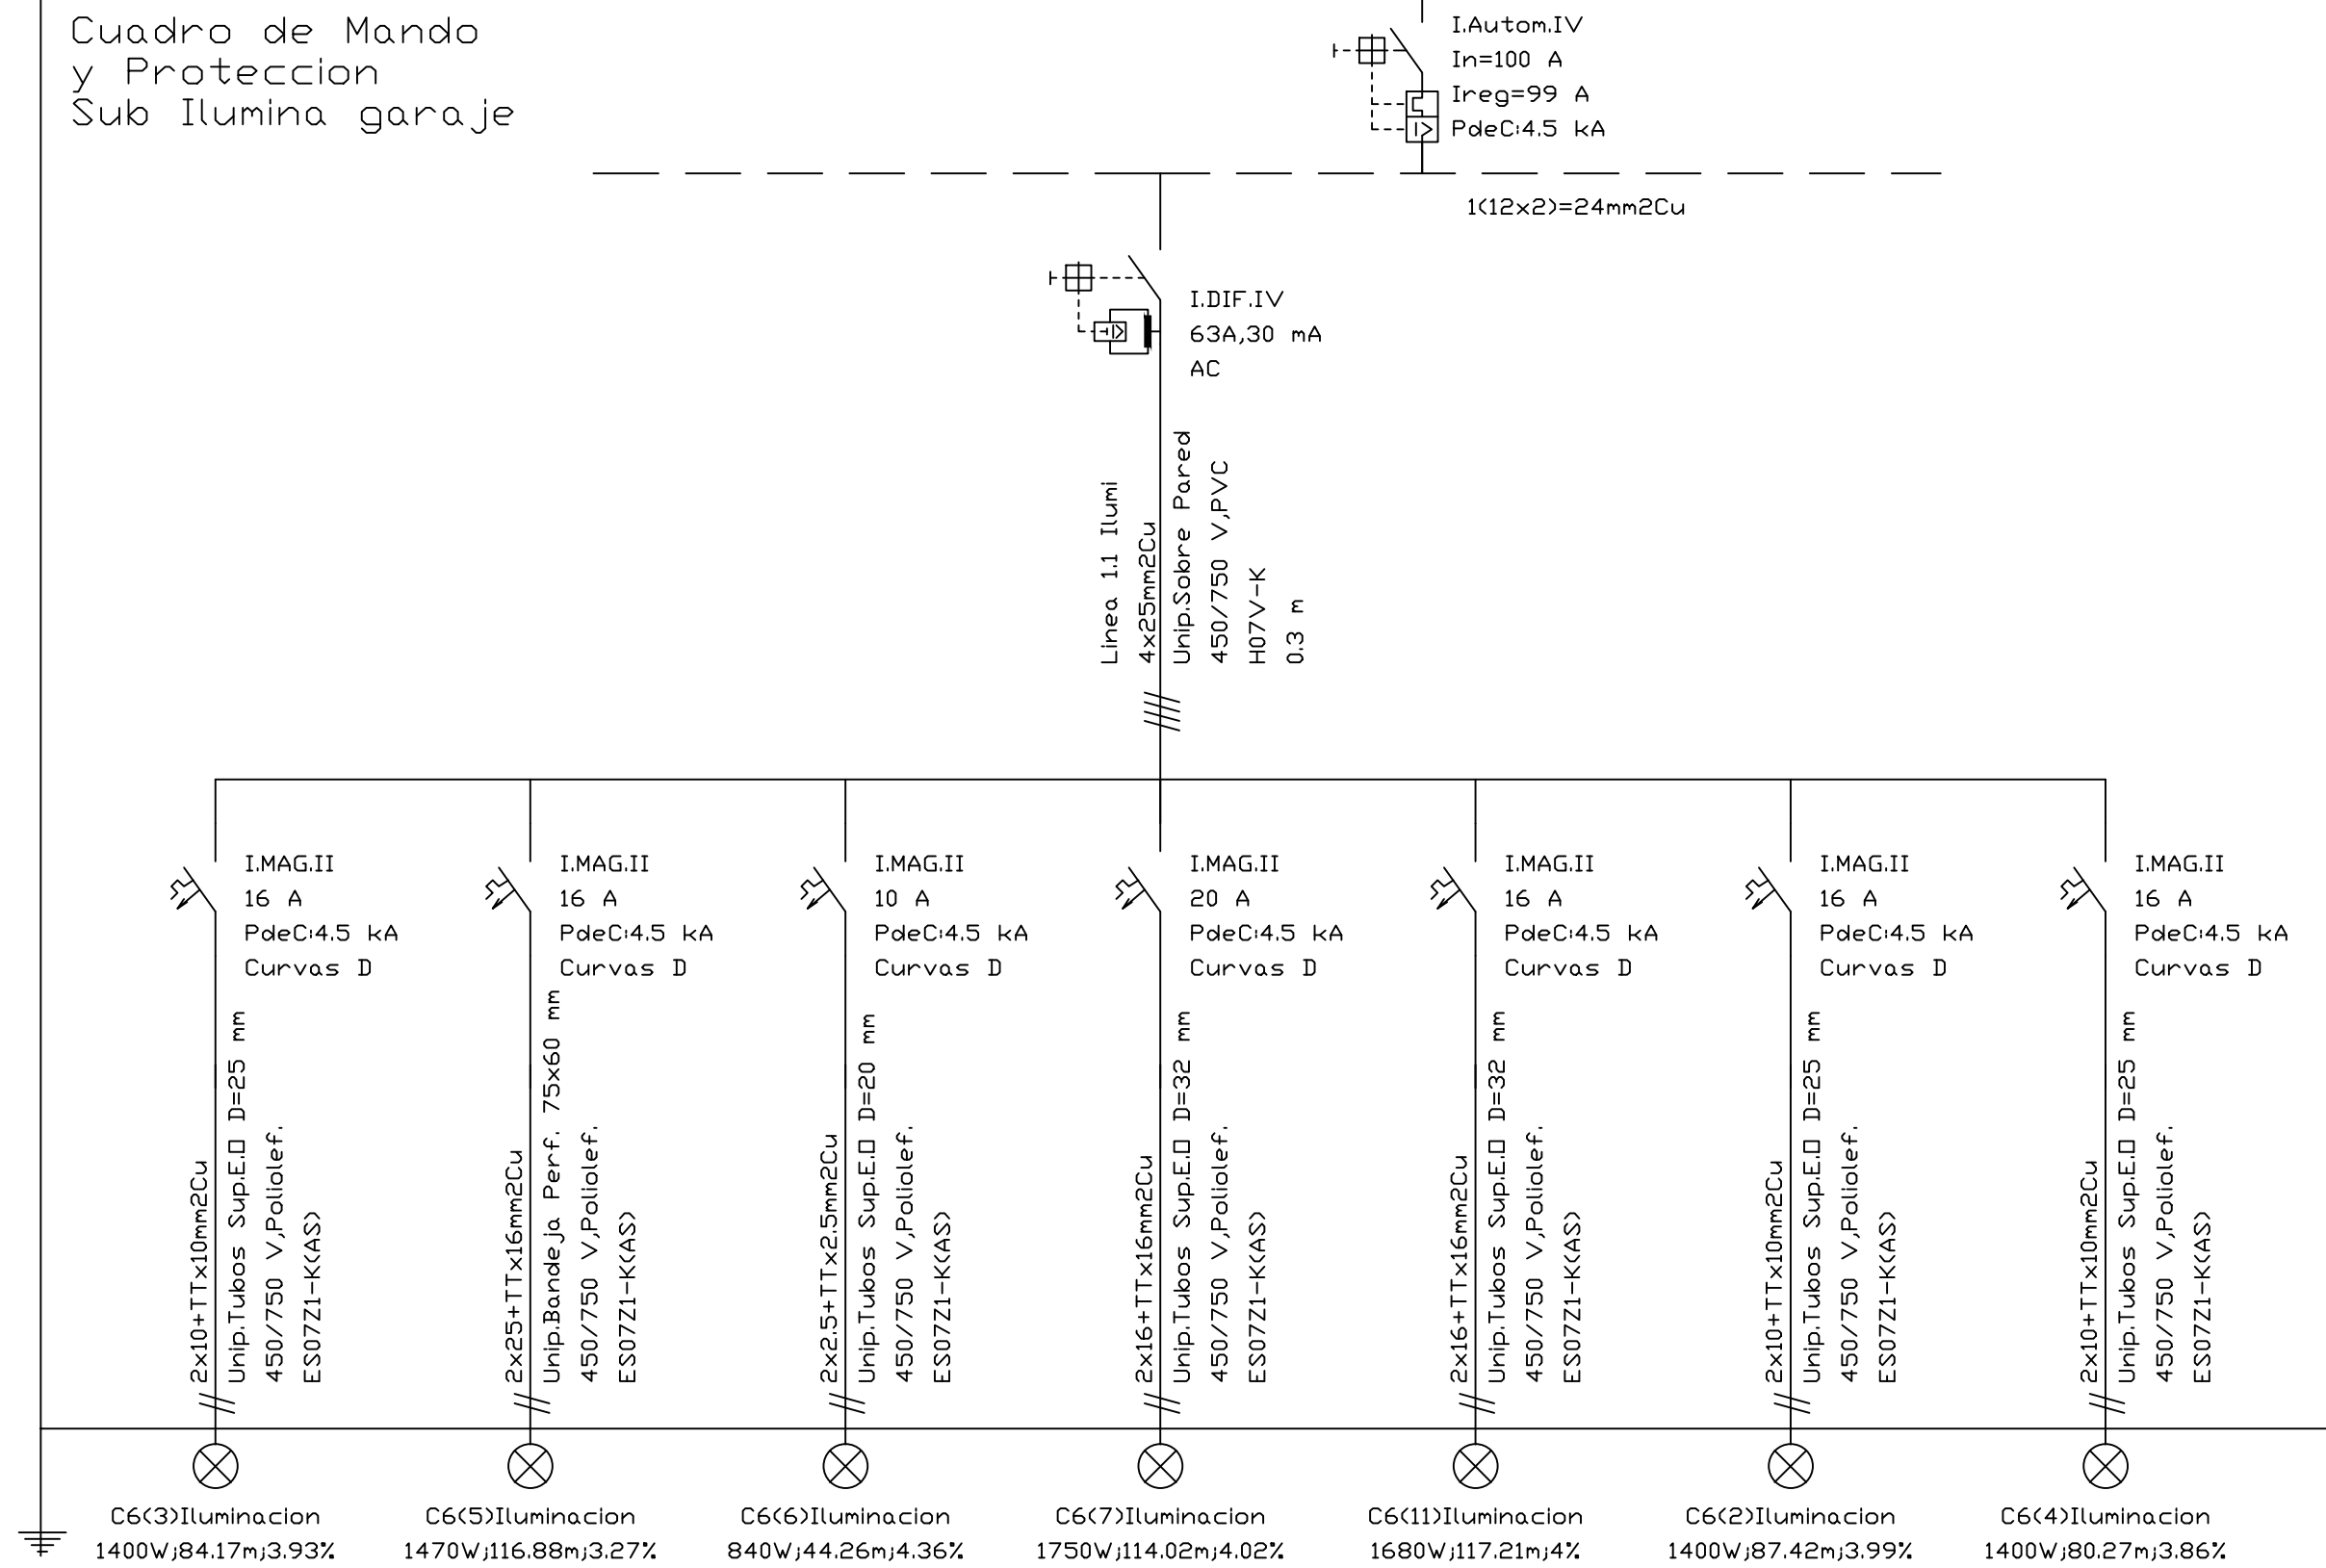 Cuadro de Mando
y Proteccion
Sub Ilumina garaje
I.Autom.IV
In=100 A
Ireg=99 A
PdeC:4.5 kA
1(12x2)=24mm2Cu
I.DIF.IV
63A,30 mA
AC
Linea 1.1 Ilumi
4x25mm2Cu
Unip.Sobre Pared
450/750 V,PVC
H07V-K
0.3 m
I.MAG.II
16 A
PdeC:4.5 kA
Curvas D
2x10+TTx10mm2Cu
Unip.Tubos Sup.E.O D=25 mm
450/750 V,Poliolef.
ES07Z1-K(AS)
C6(3)Iluminacion
1400W;84.17m;3.93%
I.MAG.II
16 A
PdeC:4.5 kA
Curvas D
2x25+TTx16mm2Cu
Unip.Bandeja Perf. 75x60 mm
450/750 V,Poliolef.
ES07Z1-K(AS)
C6(5)Iluminacion
1470W;116.88m;3.27%
I.MAG.II
10 A
PdeC:4.5 kA
Curvas D
2x2.5+TTx2.5mm2Cu
Unip.Tubos Sup.E.O D=20 mm
450/750 V,Poliolef.
ES07Z1-K(AS)
C6(6)Iluminacion
840W;44.26m;4.36%
I.MAG.II
20 A
PdeC:4.5 kA
Curvas D
2x16+TTx16mm2Cu
Unip.Tubos Sup.E.O D=32 mm
450/750 V,Poliolef.
ES07Z1-K(AS)
C6(7)Iluminacion
1750W;114.02m;4.02%
I.MAG.II
16 A
PdeC:4.5 kA
Curvas D
2x16+TTx16mm2Cu
Unip.Tubos Sup.E.O D=32 mm
450/750 V,Poliolef.
ES07Z1-K(AS)
C6(11)Iluminacion
1680W;117.21m;4%
I.MAG.II
16 A
PdeC:4.5 kA
Curvas D
2x10+TTx10mm2Cu
Unip.Tubos Sup.E.O D=25 mm
450/750 V,Poliolef.
ES07Z1-K(AS)
C6(2)Iluminacion
1400W;87.42m;3.99%
I.MAG.II
16 A
PdeC:4.5 kA
Curvas D
2x10+TTx10mm2Cu
Unip.Tubos Sup.E.O D=25 mm
450/750 V,Poliolef.
ES07Z1-K(AS)
C6(4)Iluminacion
1400W;80.27m;3.86%